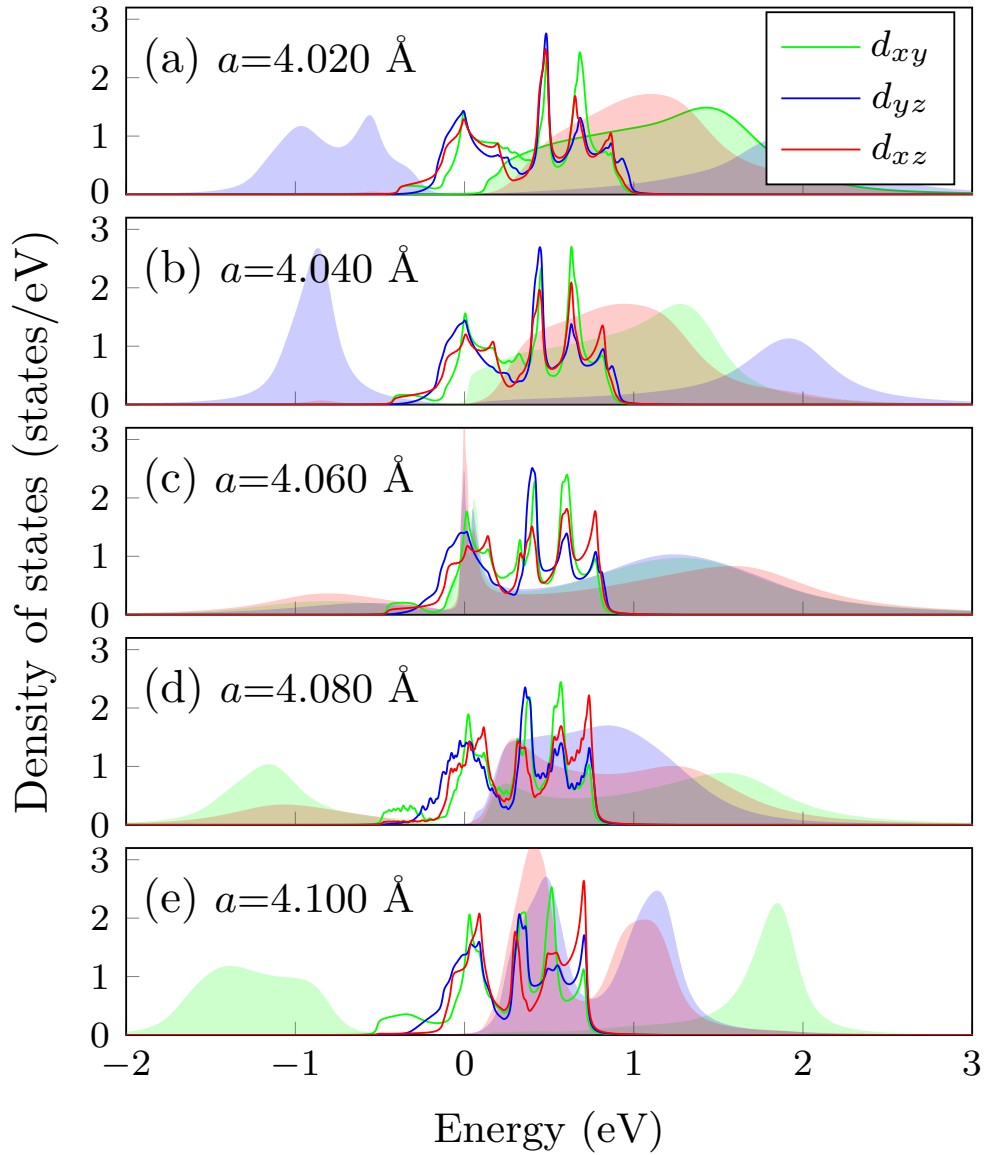 Density of states (states/eV)
(a) a=4.020 Å
d_xy
d_yz
d_xz
3
2
1
0
(b) a=4.040 Å
3
2
1
0
(c) a=4.060 Å
3
2
1
0
(d) a=4.080 Å
3
2
1
0
(e) a=4.100 Å
3
2
1
0
−2 −1 0 1 2 3
Energy (eV)